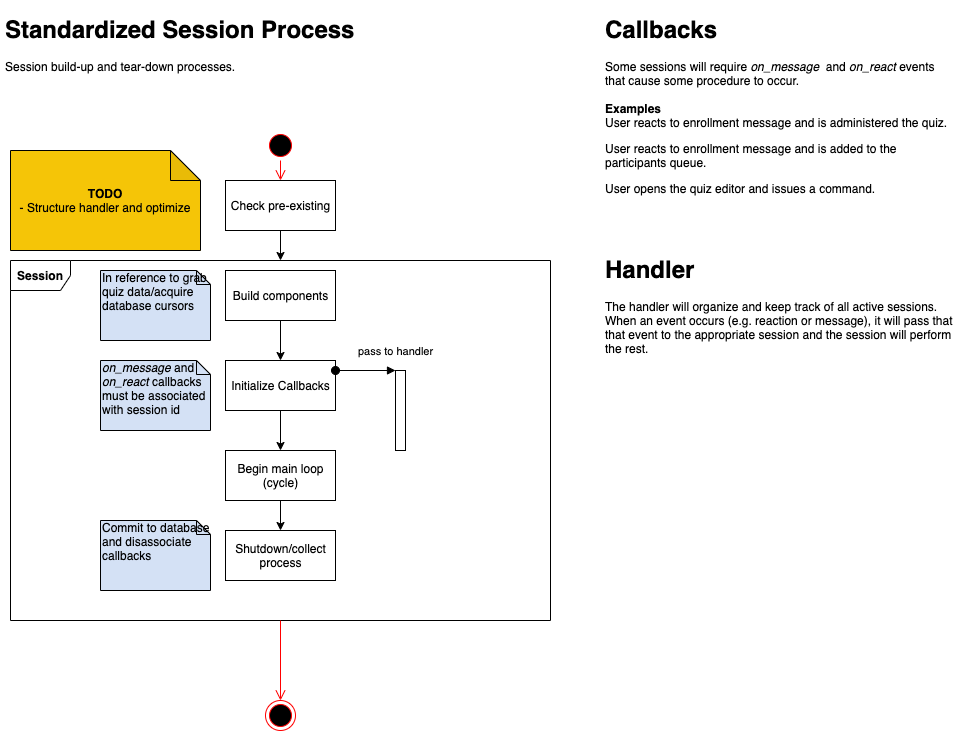 Standardized Session Process
Session build-up and tear-down processes.
Callbacks
Some sessions will require on_message and on_react events
that cause some procedure to occur.
Examples
User reacts to enrollment message and is administered the quiz.
User reacts to enrollment message and is added to the
participants queue.
User opens the quiz editor and issues a command.
TODO
- Structure handler and optimize
Check pre-existing
Session
In reference to grab
quiz data/acquire
database cursors
Build components
on_message and
on_react callbacks
must be associated
with session id
Initialize Callbacks
pass to handler
Begin main loop
(cycle)
Commit to database
and disassociate
callbacks
Shutdown/collect
process
Handler
The handler will organize and keep track of all active sessions.
When an event occurs (e.g. reaction or message), it will pass that
that event to the appropriate session and the session will perform
the rest.